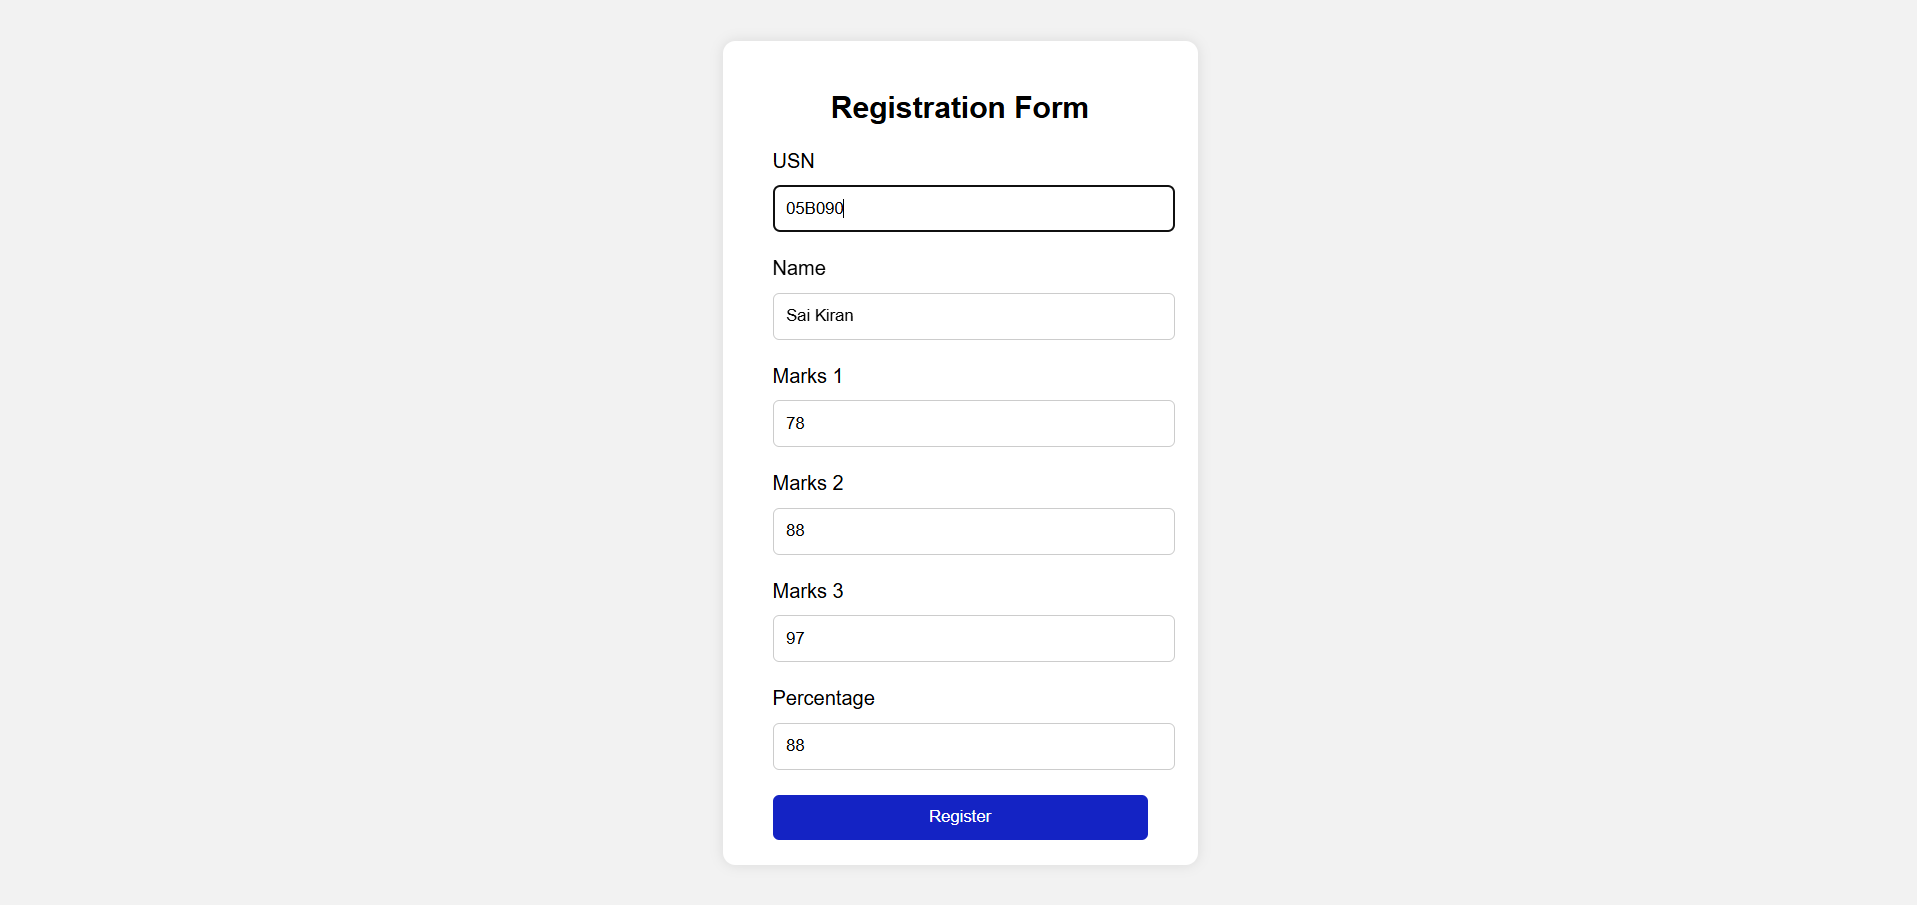 Registration Form
USN
05B090
Name
Sai Kiran
Marks 1
78
Marks 2
88
Marks 3
97
Percentage
88
Register